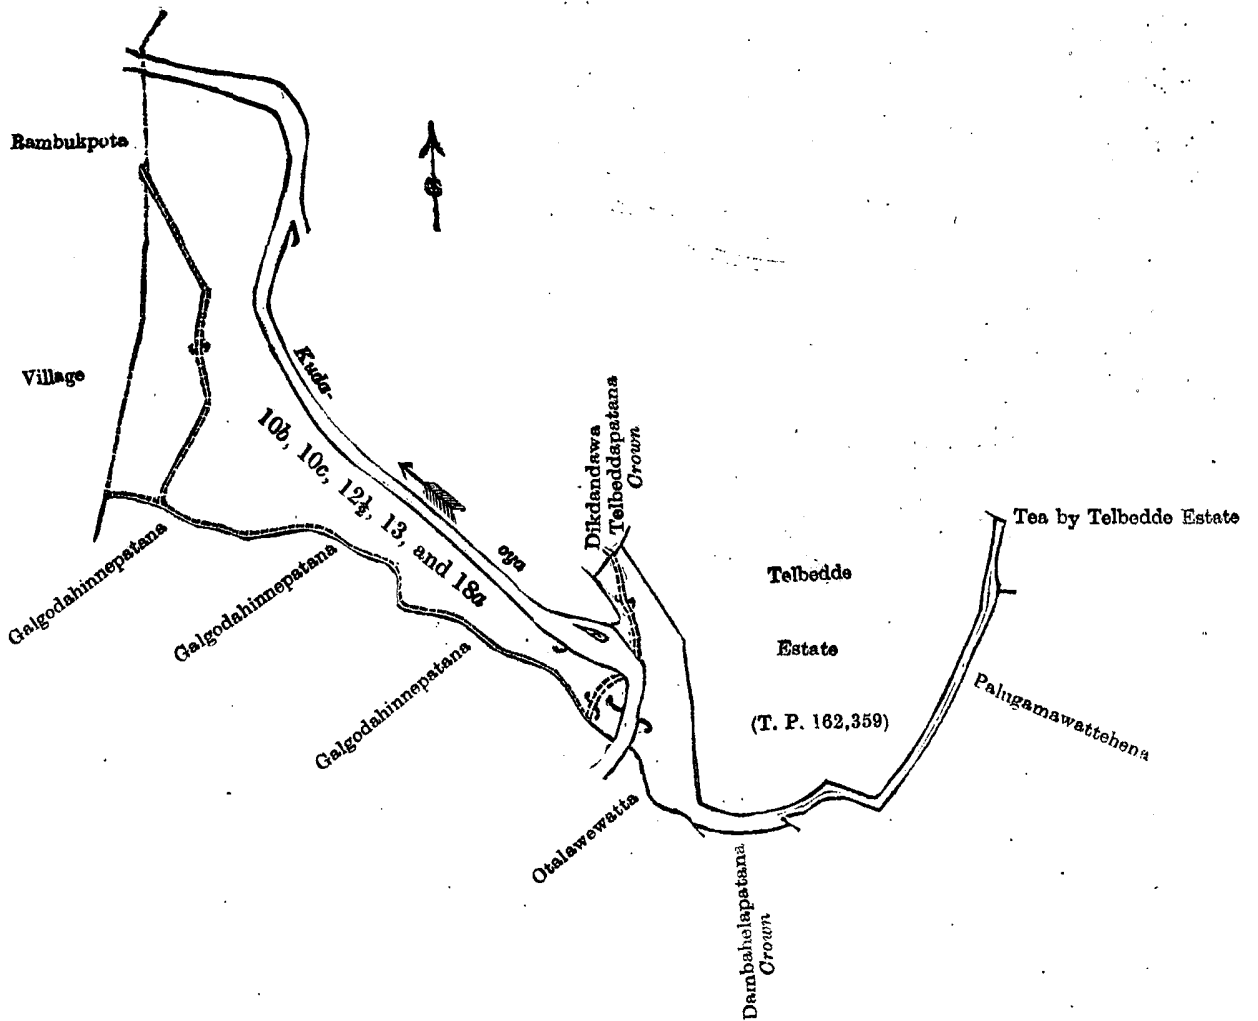 Rambukpota
Village
Kuda-
oya
10b, 10c, 12½, 13, and 18a
Dikdandawa
Telbeddapatana
Crown
Tea by Telbedde Estate
Telbedde
Estate
(T. P. 162,359)
Palugamawattehena
Galgodahinnepatana
Galgodahinnepatana
Galgodahinnepatana
Otalawewatta
Dambahelapatana
Crown